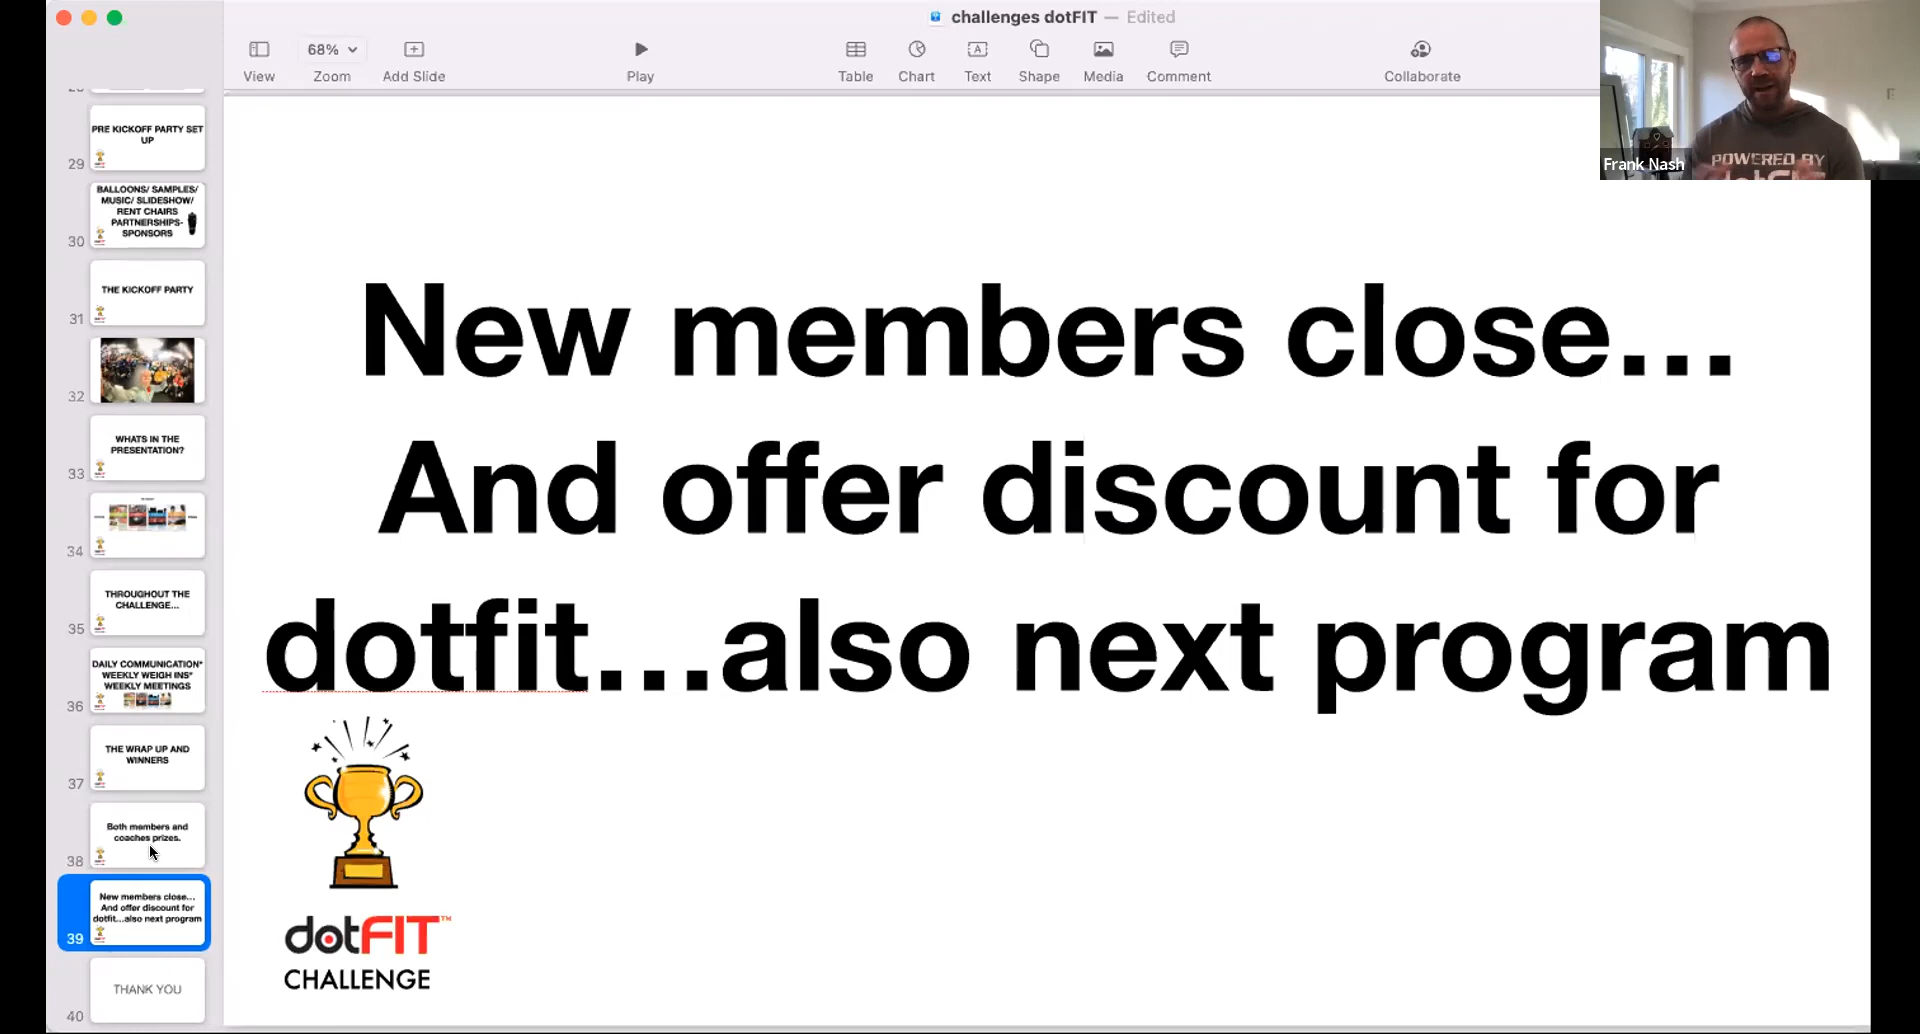 challenges dotFIT — Edited
68%
View
Zoom
Add Slide
Play
Table
Chart
Text
Shape
Media
Comment
Collaborate
PRE KICKOFF PARTY SET
UP
29
BALLOONS/ SAMPLES/
MUSIC/ SLIDESHOW/
RENT CHAIRS
PARTNERSHIPS-
SPONSORS
30
THE KICKOFF PARTY
31
32
WHATS IN THE
PRESENTATION?
33
34
THROUGHOUT THE
CHALLENGE...
35
DAILY COMMUNICATION*
WEEKLY WEIGH INS*
WEEKLY MEETINGS
36
THE WRAP UP AND
WINNERS
37
Both members and
coaches prizes.
38
New members close...
And offer discount for
dotfit...also next program
39
THANK YOU
40
New members close...
And offer discount for
dotfit...also next program
dotFIT™
CHALLENGE
Frank Nash
POWERED BY
dotFIT